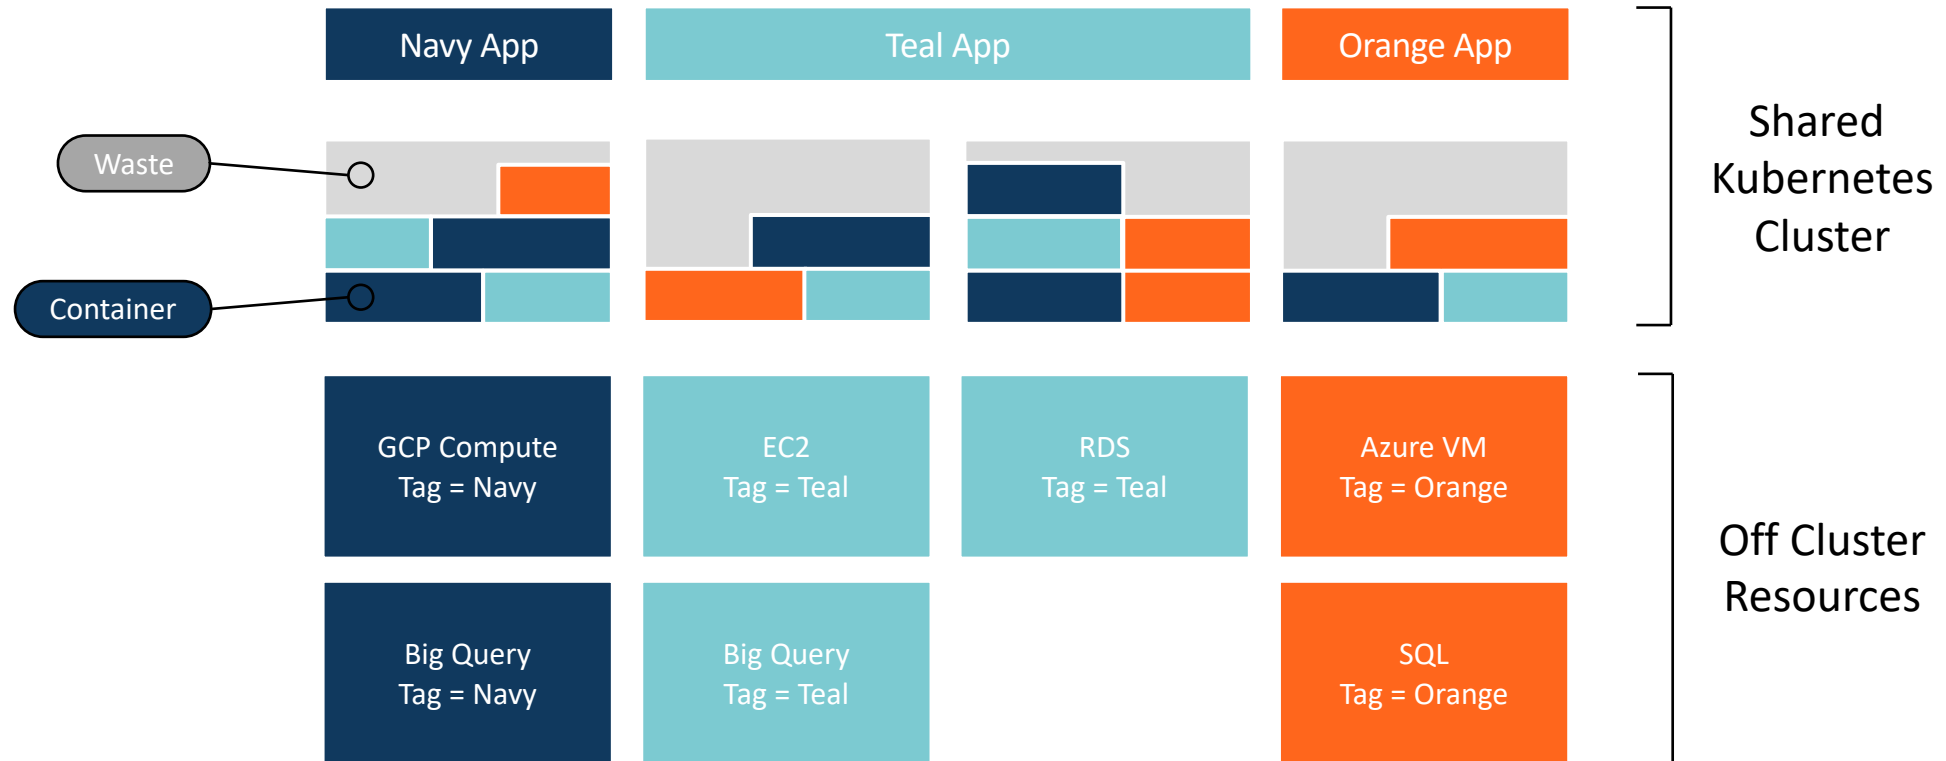 Navy App
Teal App
Orange App
Waste
Container
Shared
Kubernetes
Cluster
GCP Compute
Tag = Navy
EC2
Tag = Teal
RDS
Tag = Teal
Azure VM
Tag = Orange
Big Query
Tag = Navy
Big Query
Tag = Teal
SQL
Tag = Orange
Off Cluster
Resources